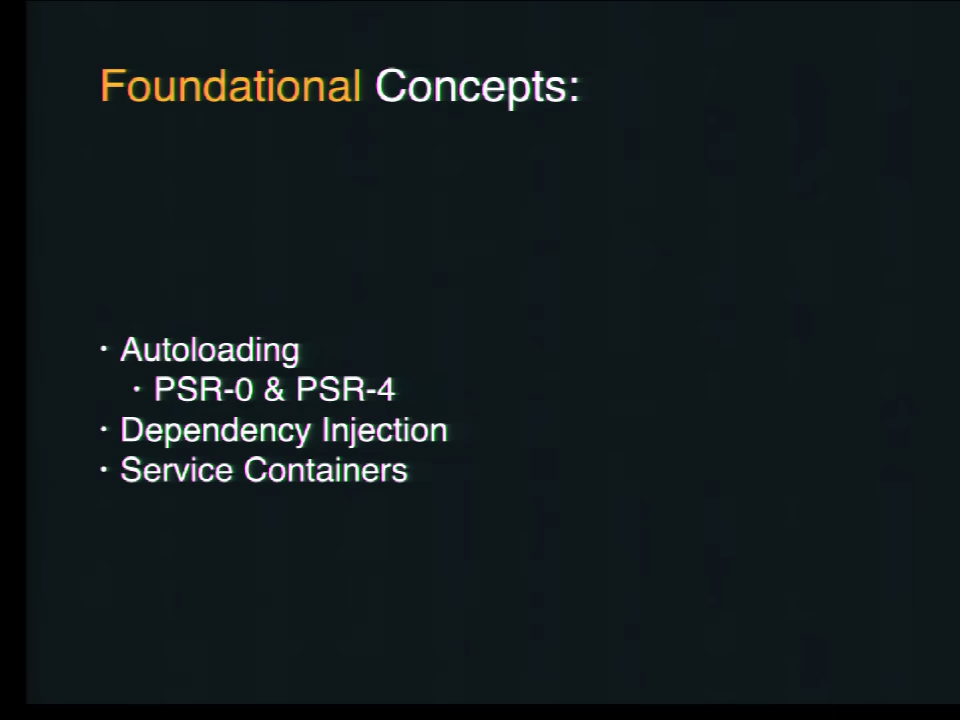 Foundational Concepts:
· Autoloading
· PSR-0 & PSR-4
· Dependency Injection
· Service Containers